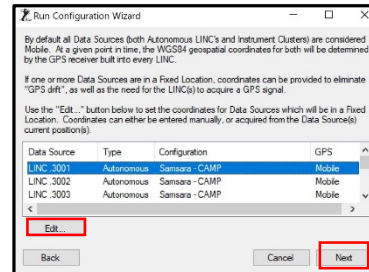 Run Configuration Wizard
By default all Data Sources (both Autonomous LINC's and Instrument Clusters) are considered
Mobile. At a given point in time, the WGS84 geospatial coordinates for both will be determined
by the GPS receiver built into every LINC.
If one or more Data Sources are in a Fixed Location, coordinates can be provided to eliminate
"GPS drift", as well as the need for the LINC(s) to acquire a GPS signal.
Use the "Edit..." button below to set the coordinates for Data Sources which will be in a Fixed
Location. Coordinates can either be entered manually, or acquired from the Data Source(s)
current position(s).
Data Source Type Configuration GPS
LINC .3001 Autonomous Samsara - CAMP Mobile
LINC .3002 Autonomous Samsara - CAMP Mobile
LINC .3003 Autonomous Samsara - CAMP Mobile
Edit...
Back Cancel Next